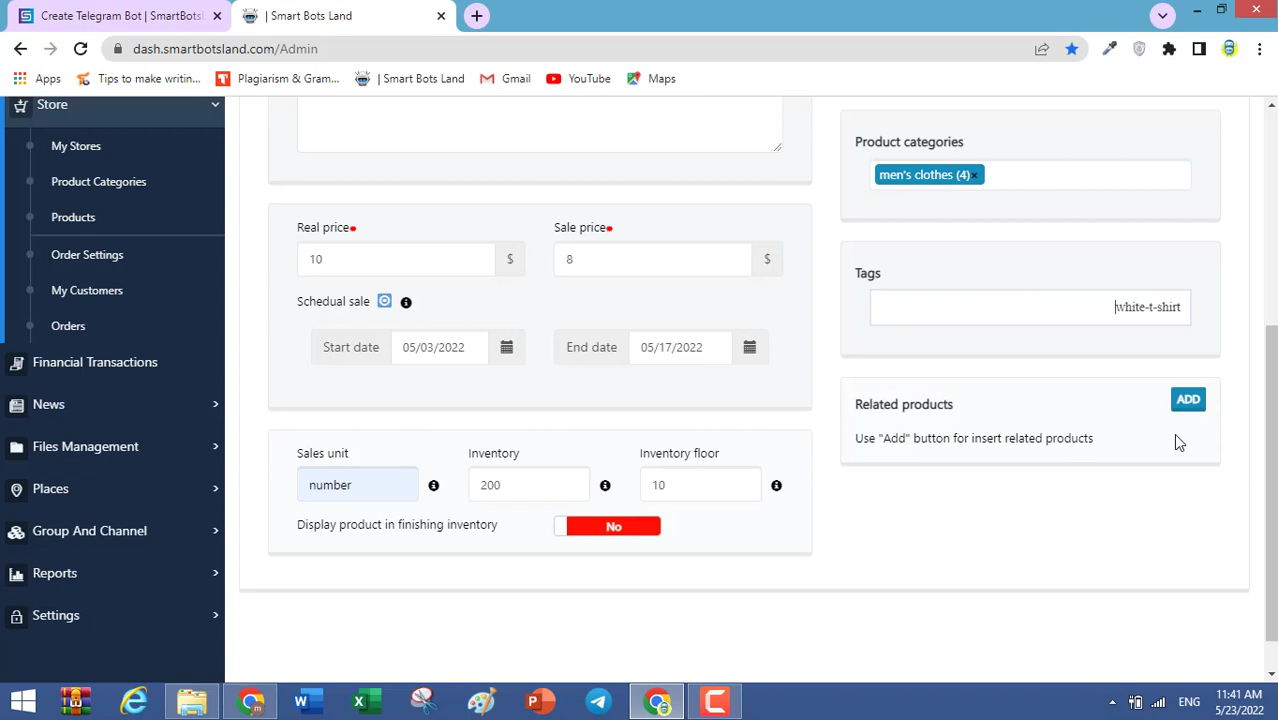 Create Telegram Bot | SmartBots
| Smart Bots Land
dash.smartbotsland.com/Admin
Apps
Tips to make writin...
Plagiarism & Gram...
| Smart Bots Land
Gmail
YouTube
Maps
Store
My Stores
Product Categories
Products
Order Settings
My Customers
Orders
Financial Transactions
News
Files Management
Places
Group And Channel
Reports
Settings
Real price
Sale price
10 $
8 $
Schedual sale
Start date 05/03/2022
End date 05/17/2022
Sales unit
Inventory
Inventory floor
number
200
10
Display product in finishing inventory
No
Product categories
men's clothes (4)×
Tags
white-t-shirt
Related products
ADD
Use "Add" button for insert related products
ENG
11:41 AM
5/23/2022